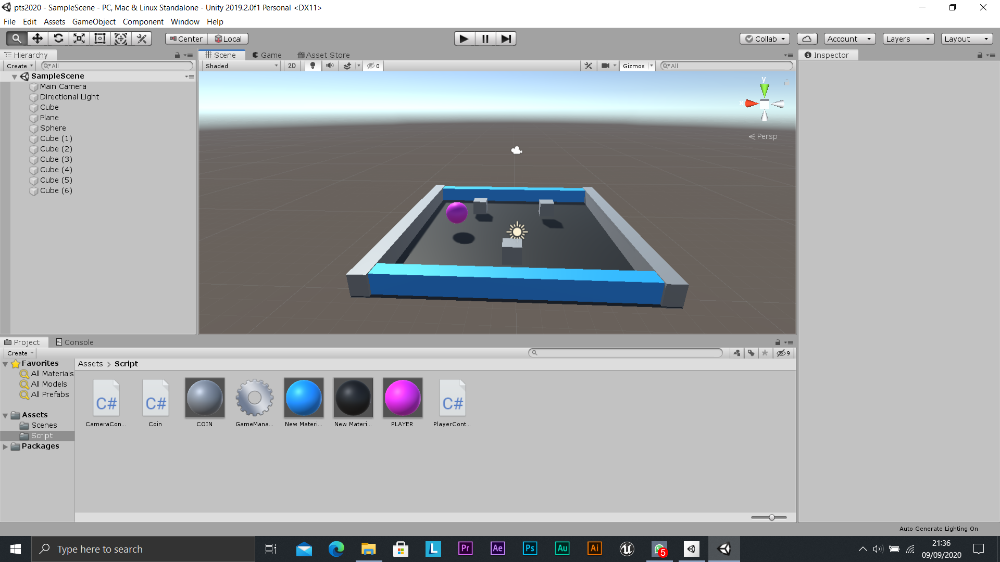 pts2020 - SampleScene - PC, Mac & Linux Standalone - Unity 2019.2.0f1 Personal <DX11>
File Edit Assets GameObject Component Window Help
Center Local Collab Account Layers Layout
Hierarchy Scene Game Asset Store Inspector
Create All Shaded 2D 0 Gizmos All
SampleScene
Main Camera
Directional Light
Cube
Plane
Sphere
Cube (1)
Cube (2)
Cube (3)
Cube (4)
Cube (5)
Cube (6)
y
x
Persp
Project Console
Create 9
Favorites
All Materials
All Models
All Prefabs
Assets
Scenes
Script
Packages
Assets > Script
C# C# C#
CameraCon... Coin COIN GameMana... New Materi... New Materi... PLAYER PlayerCont...
Auto Generate Lighting On
Type here to search
L Pr Ae Ps Au Ai 5
21:36
09/09/2020